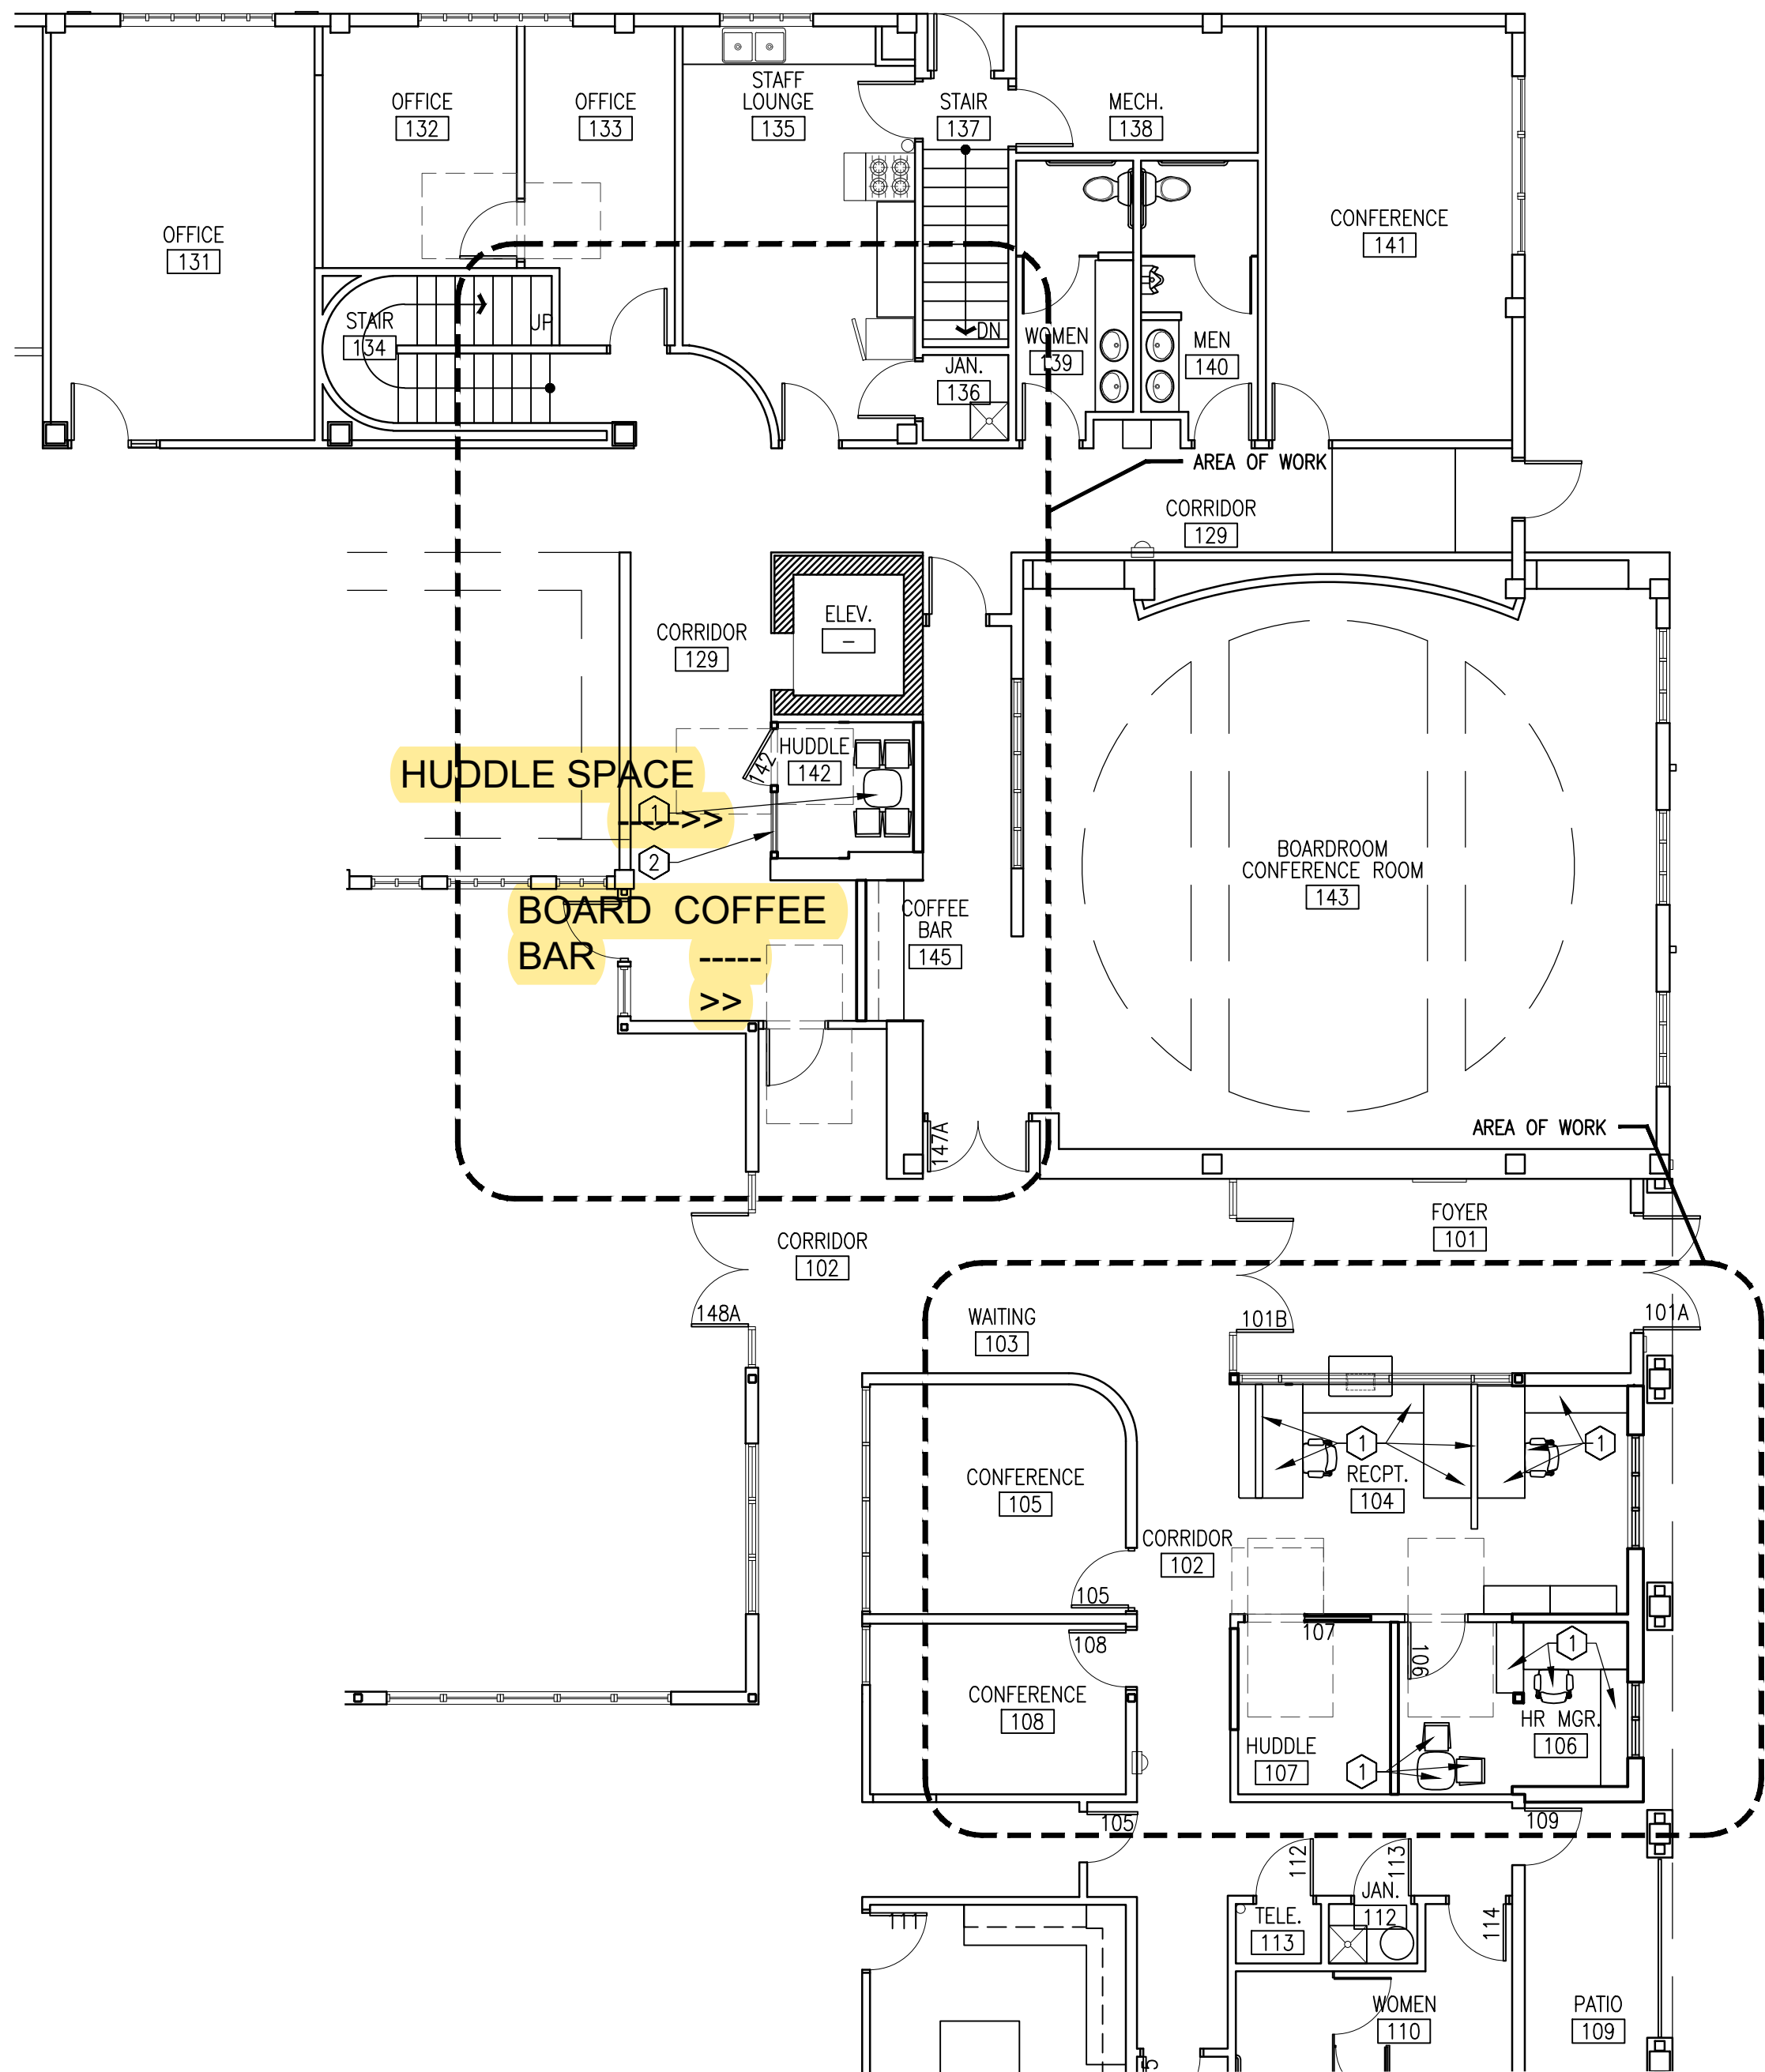 STAFF
LOUNGE
135
OFFICE
132
OFFICE
133
STAIR
137
MECH.
138
OFFICE
131
CONFERENCE
141
STAIR
134
UP
DN
WOMEN
139
MEN
140
JAN.
136
AREA OF WORK
CORRIDOR
129
ELEV.
-
CORRIDOR
129
HUDDLE
142
142
HUDDLE SPACE
----->>
1
2
BOARDROOM
CONFERENCE ROOM
143
BOARD COFFEE
BAR -----
>>
COFFEE
BAR
145
147A
AREA OF WORK
FOYER
101
CORRIDOR
102
148A
WAITING
103
101B
101A
1
1
RECPT.
104
CONFERENCE
105
CORRIDOR
102
105
107
108
106
1
CONFERENCE
108
HR MGR.
106
HUDDLE
107
1
105
109
112
113
JAN.
112
TELE.
113
111
114
WOMEN
110
PATIO
109